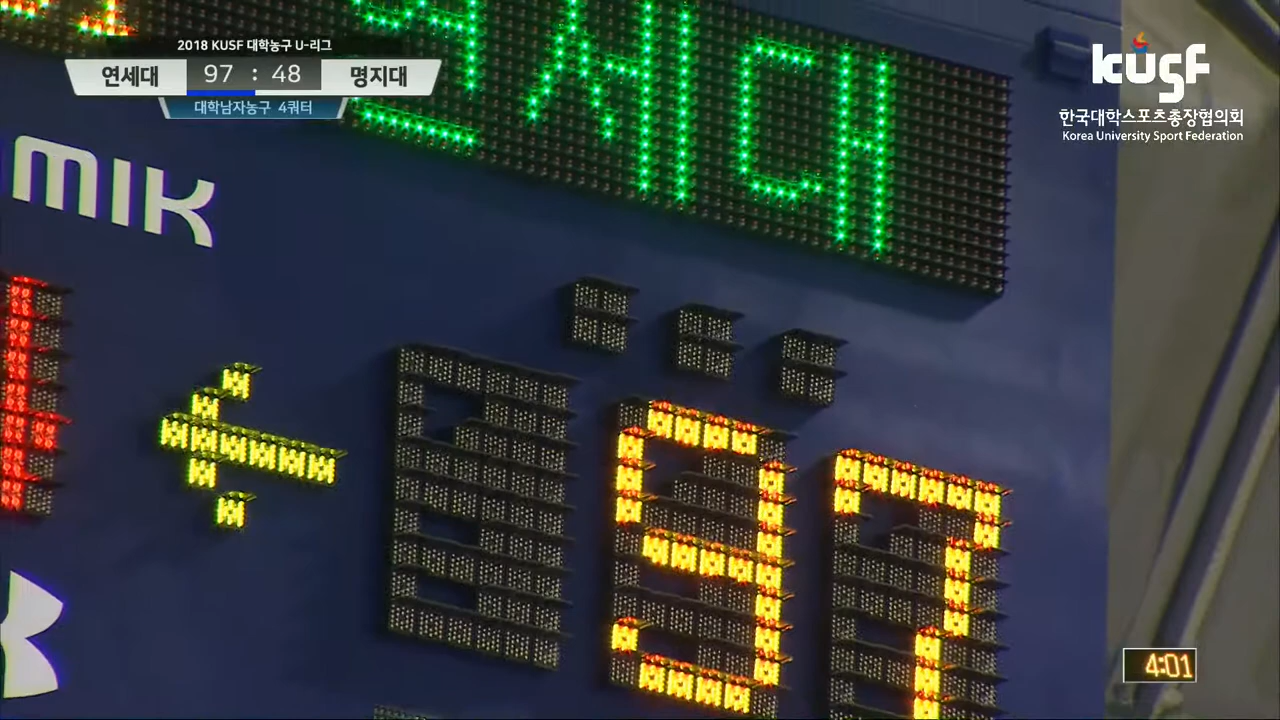 2018 KUSF 대학농구 U-리그
연세대 97 : 48 명지대
대학남자농구 4쿼터
kusf
한국대학스포츠총장협의회
Korea University Sport Federation
연세대
MIK
97
4:01